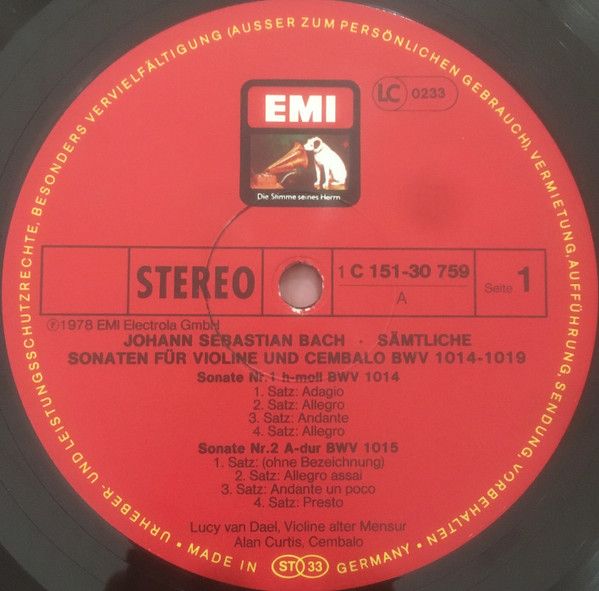 URHEBER- UND LEISTUNGSSCHUTZRECHTE, BESONDERS VERVIELFÄLTIGUNG (AUSSER ZUM PERSÖNLICHEN GEBRAUCH), VERMIETUNG, AUFFÜHRUNG, SENDUNG, VORBEHALTEN
EMI
LC 0233
Die Stimme seines Herrn
STEREO
1 C 151-30 759
A
Seite 1
℗1978 EMI Electrola GmbH
JOHANN SEBASTIAN BACH · SÄMTLICHE
SONATEN FÜR VIOLINE UND CEMBALO BWV 1014-1019
Sonate Nr.1 h-moll BWV 1014
1. Satz: Adagio
2. Satz: Allegro
3. Satz: Andante
4. Satz: Allegro
Sonate Nr.2 A-dur BWV 1015
1. Satz: (ohne Bezeichnung)
2. Satz: Allegro assai
3. Satz: Andante un poco
4. Satz: Presto
Lucy van Dael, Violine alter Mensur
Alan Curtis, Cembalo
• MADE IN ST 33 GERMANY •